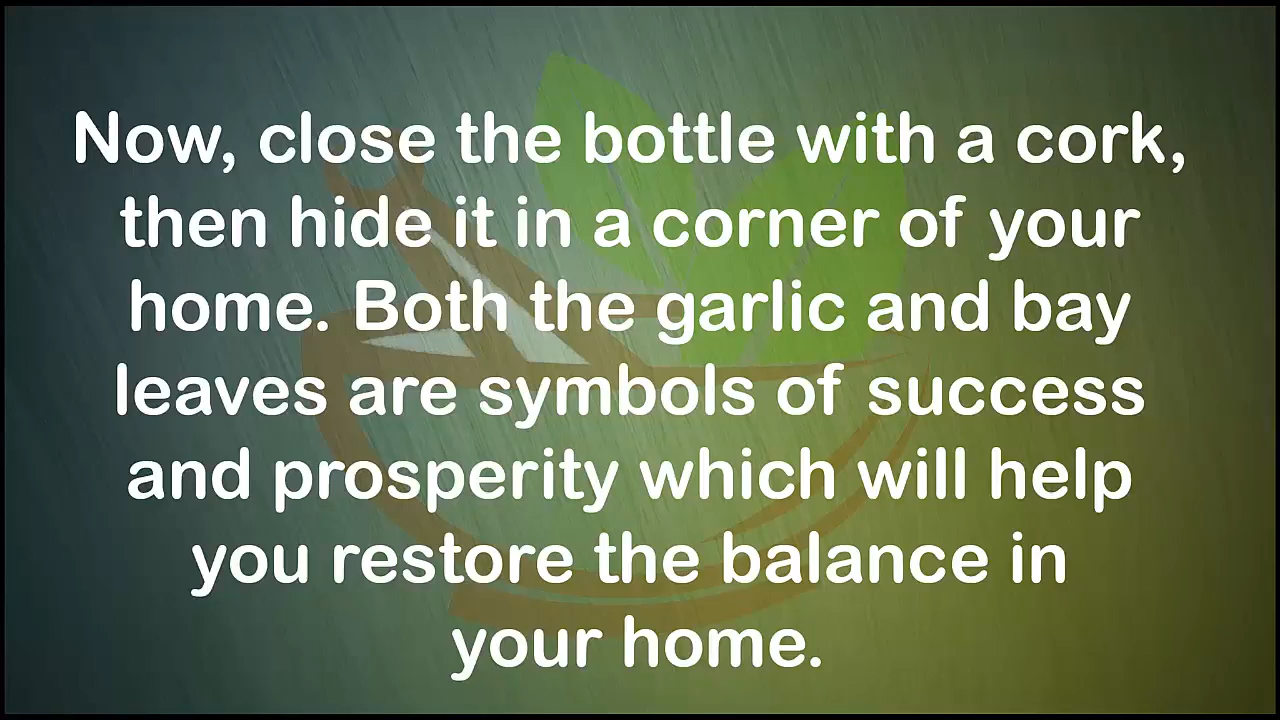 Now, close the bottle with a cork,
then hide it in a corner of your
home. Both the garlic and bay
leaves are symbols of success
and prosperity which will help
you restore the balance in
your home.